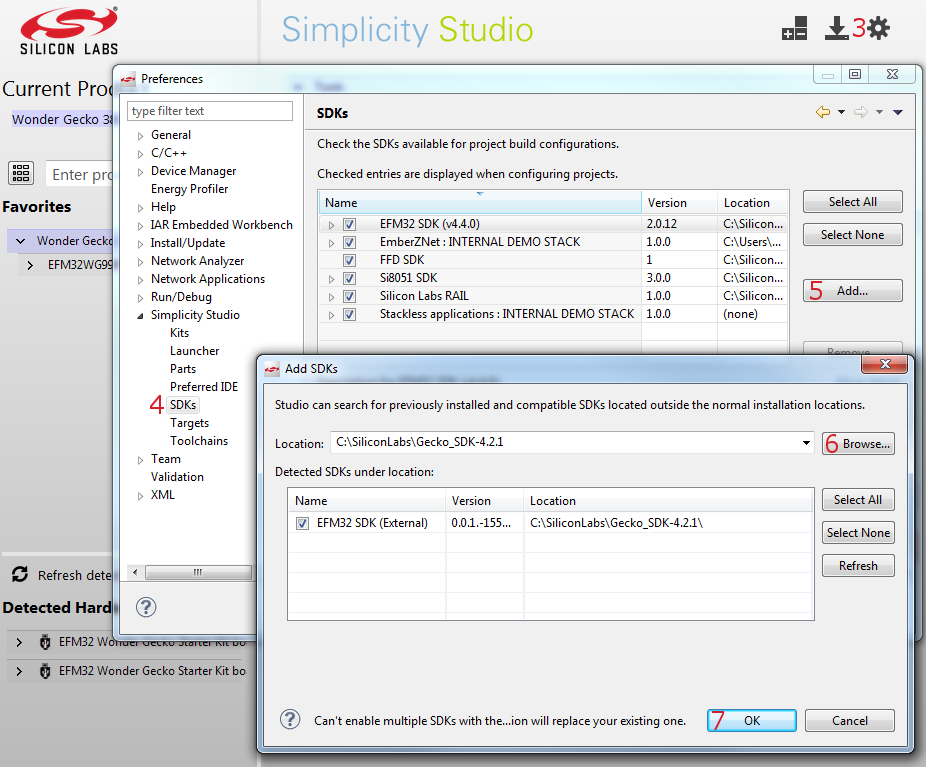 SILICON LABS
Simplicity Studio
3
Current Prod
Wonder Gecko 38
Enter pro
Favorites
Wonder Gecko
EFM32WG99
Refresh dete
Detected Hard
EFM32 Wonder Gecko Starter Kit bo
EFM32 Wonder Gecko Starter Kit bo
Preferences
type filter text
General
C/C++
Device Manager
Energy Profiler
Help
IAR Embedded Workbench
Install/Update
Network Analyzer
Network Applications
Run/Debug
Simplicity Studio
Kits
Launcher
Parts
Preferred IDE
4 SDKs
Targets
Toolchains
Team
Validation
XML
SDKs
Check the SDKs available for project build configurations.
Checked entries are displayed when configuring projects.
Name Version Location
EFM32 SDK (v4.4.0) 2.0.12 C:\Silicon...
EmberZNet : INTERNAL DEMO STACK 1.0.0 C:\Users\...
FFD SDK 1 C:\Silicon...
Si8051 SDK 3.0.0 C:\Silicon...
Silicon Labs RAIL 1.0.0 C:\Silicon...
Stackless applications : INTERNAL DEMO STACK 1.0.0 (none)
Select All
Select None
5 Add...
Remove
Add SDKs
Studio can search for previously installed and compatible SDKs located outside the normal installation locations.
Location: C:\SiliconLabs\Gecko_SDK-4.2.1 6 Browse...
Detected SDKs under location:
Name Version Location
EFM32 SDK (External) 0.0.1.-155... C:\SiliconLabs\Gecko_SDK-4.2.1\
Select All
Select None
Refresh
Can't enable multiple SDKs with the...ion will replace your existing one.
7 OK
Cancel